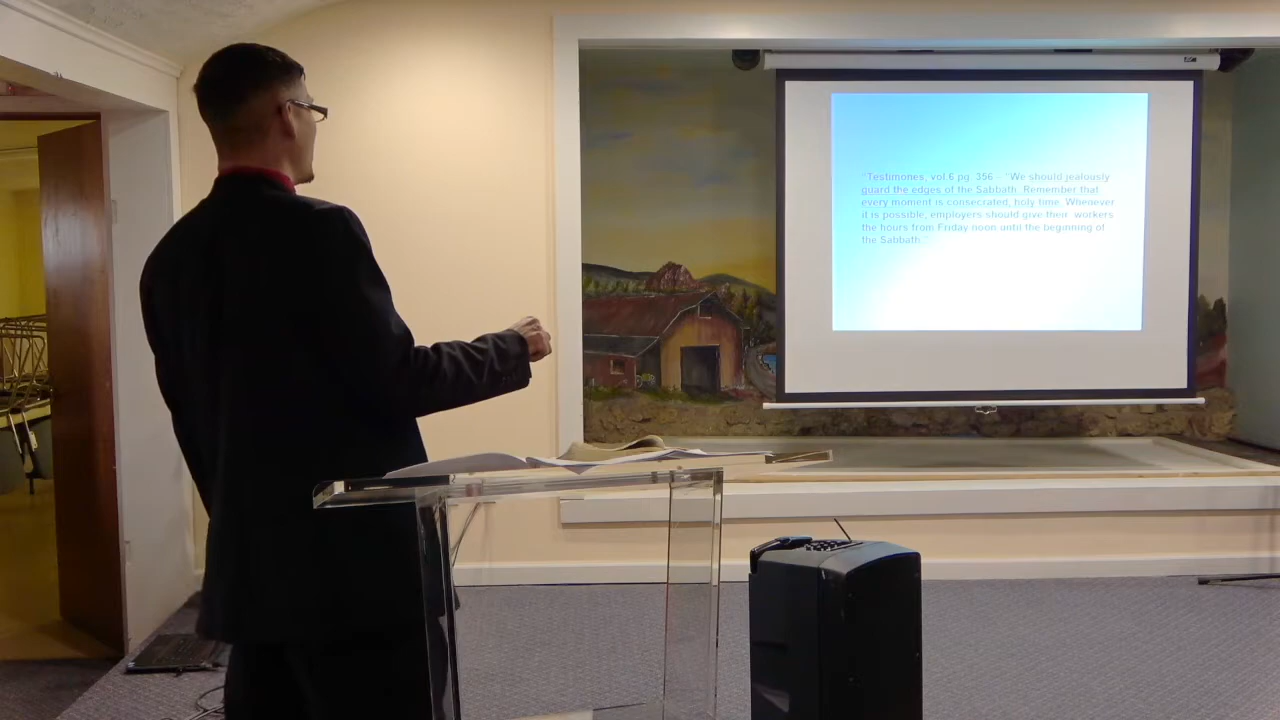 "Testimones, vol.6 pg. 356 – "We should jealously
guard the edges of the Sabbath. Remember that
every moment is consecrated, holy time. Whenever
it is possible, employers should give their workers
the hours from Friday noon until the beginning of
the Sabbath."